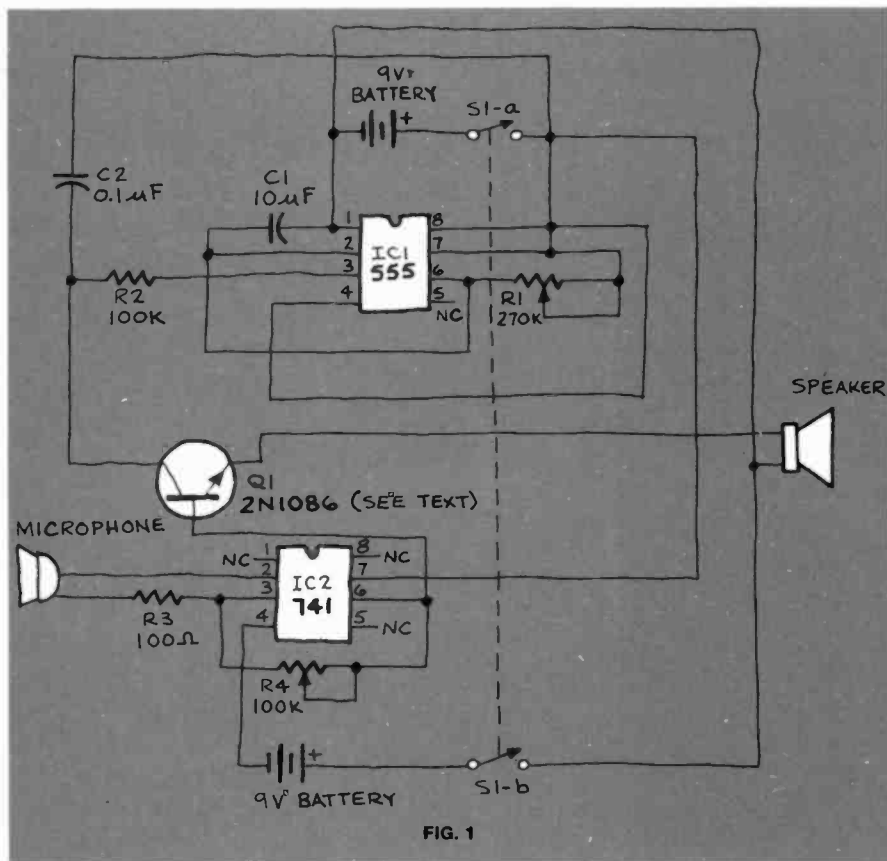 9V" BATTERY
+
S1-a
C2
0.1µF
C1
10µF
1
2
3
4
IC1
555
8
7
6
5
NC
R1
270K
R2
100K
SPEAKER
Q1
2N1086 (SEE TEXT)
MICROPHONE
NC
1
2
3
4
IC2
741
8
7
6
5
NC
NC
R3
100Ω
R4
100K
+
9V" BATTERY
S1-b
FIG. 1